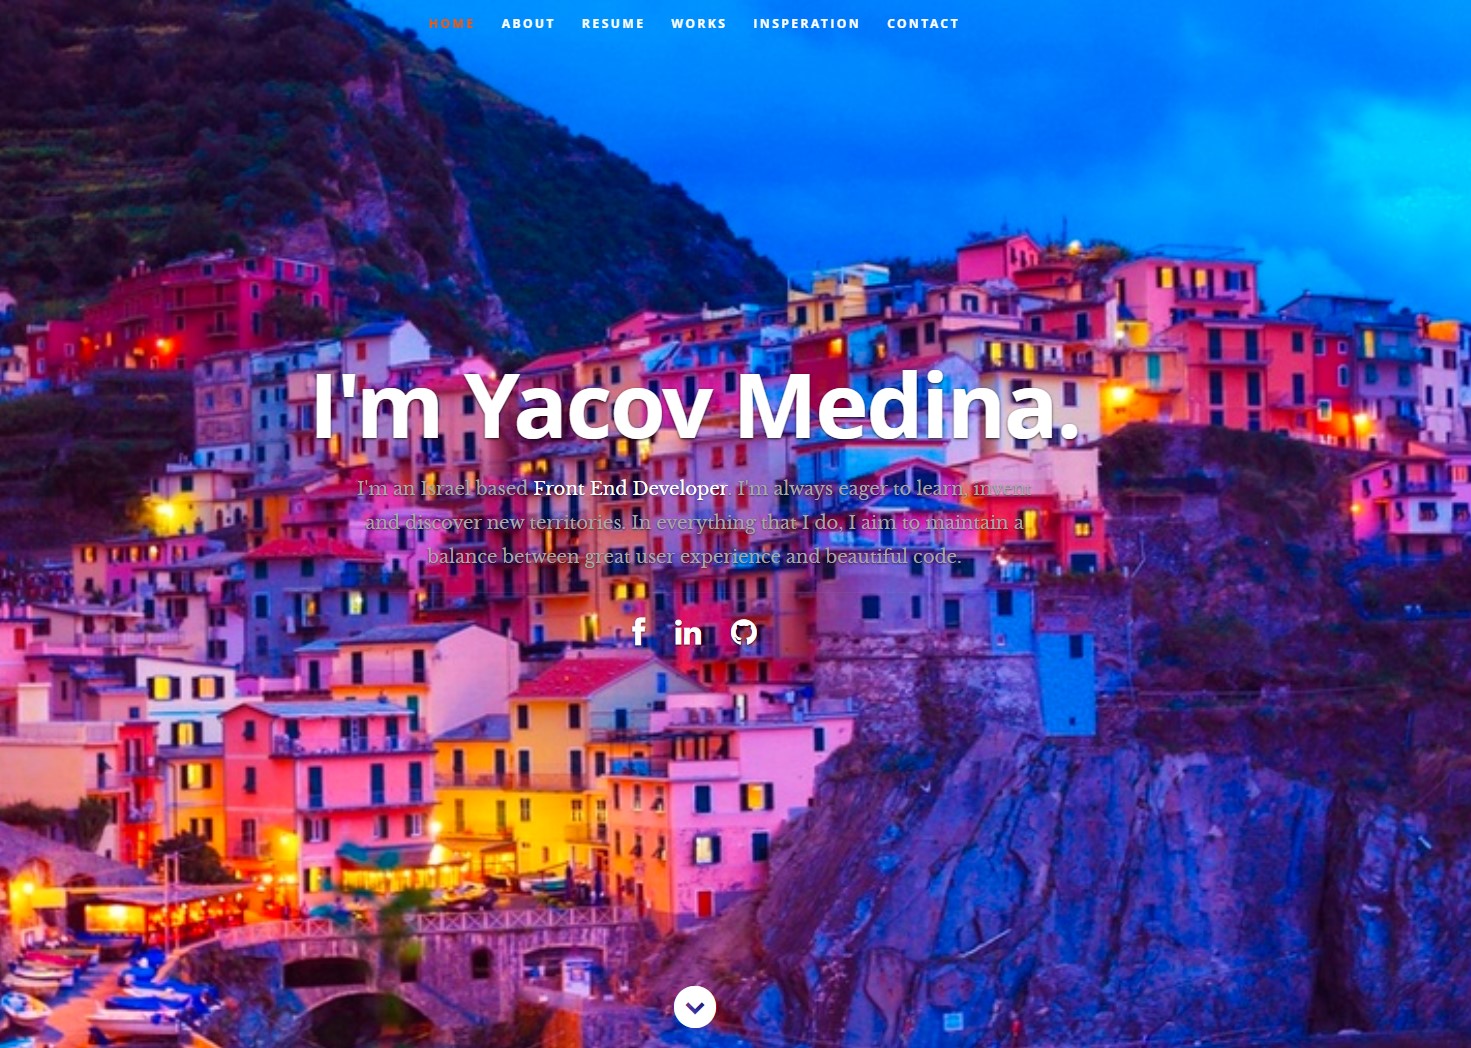 HOME ABOUT RESUME WORKS INSPERATION CONTACT
I'm Yacov Medina.
I'm an Israel based Front End Developer. I'm always eager to learn, invent
and discover new territories. In everything that I do, I aim to maintain a
balance between great user experience and beautiful code.